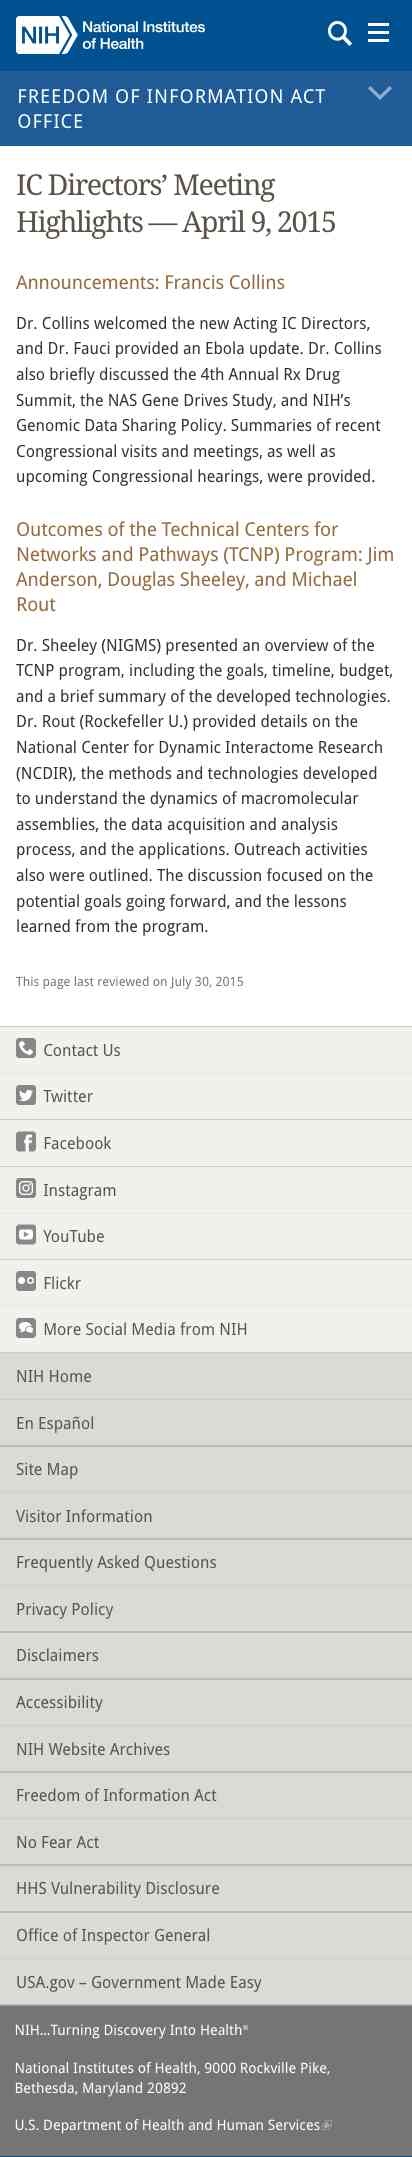 NIH National Institutes
of Health
FREEDOM OF INFORMATION ACT
OFFICE
IC Directors’ Meeting
Highlights — April 9, 2015
Announcements: Francis Collins
Dr. Collins welcomed the new Acting IC Directors,
and Dr. Fauci provided an Ebola update. Dr. Collins
also briefly discussed the 4th Annual Rx Drug
Summit, the NAS Gene Drives Study, and NIH’s
Genomic Data Sharing Policy. Summaries of recent
Congressional visits and meetings, as well as
upcoming Congressional hearings, were provided.
Outcomes of the Technical Centers for
Networks and Pathways (TCNP) Program: Jim
Anderson, Douglas Sheeley, and Michael
Rout
Dr. Sheeley (NIGMS) presented an overview of the
TCNP program, including the goals, timeline, budget,
and a brief summary of the developed technologies.
Dr. Rout (Rockefeller U.) provided details on the
National Center for Dynamic Interactome Research
(NCDIR), the methods and technologies developed
to understand the dynamics of macromolecular
assemblies, the data acquisition and analysis
process, and the applications. Outreach activities
also were outlined. The discussion focused on the
potential goals going forward, and the lessons
learned from the program.
This page last reviewed on July 30, 2015
Contact Us
Twitter
Facebook
Instagram
YouTube
Flickr
More Social Media from NIH
NIH Home
En Español
Site Map
Visitor Information
Frequently Asked Questions
Privacy Policy
Disclaimers
Accessibility
NIH Website Archives
Freedom of Information Act
No Fear Act
HHS Vulnerability Disclosure
Office of Inspector General
USA.gov – Government Made Easy
NIH...Turning Discovery Into Health®
National Institutes of Health, 9000 Rockville Pike,
Bethesda, Maryland 20892
U.S. Department of Health and Human Services